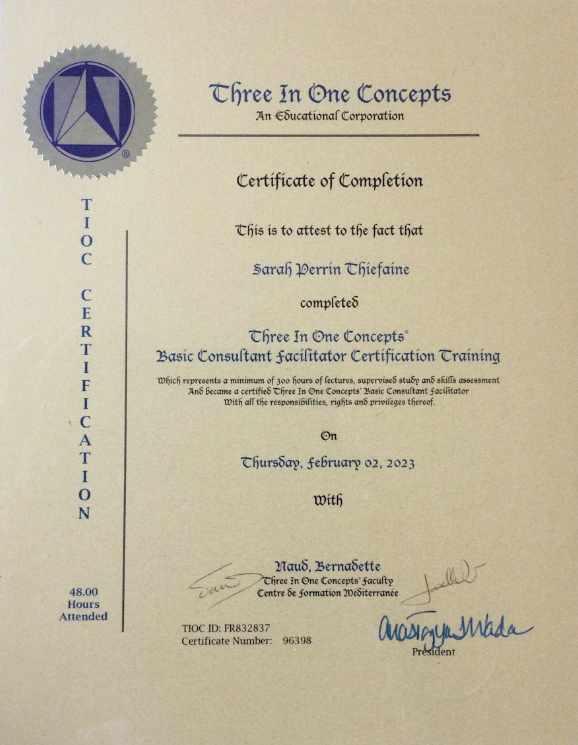 Three In One Concepts
An Educational Corporation
Certificate of Completion
This is to attest to the fact that
Sarah Perrin Thiefaine
completed
Three In One Concepts®
Basic Consultant Facilitator Certification Training
Which represents a minimum of 300 hours of lectures, supervised study and skills assessment
And became a certified Three In One Concepts® Basic Consultant Facilitator
With all the responsibilities, rights and privileges thereof.
On
Thursday, February 02, 2023
With
Naud, Bernadette
Three In One Concepts® Faculty
Centre de Formation Méditerranée
TIOC ID: FR832837
Certificate Number: 96398
President
TIOC CERTIFICATION
48.00
Hours
Attended
®